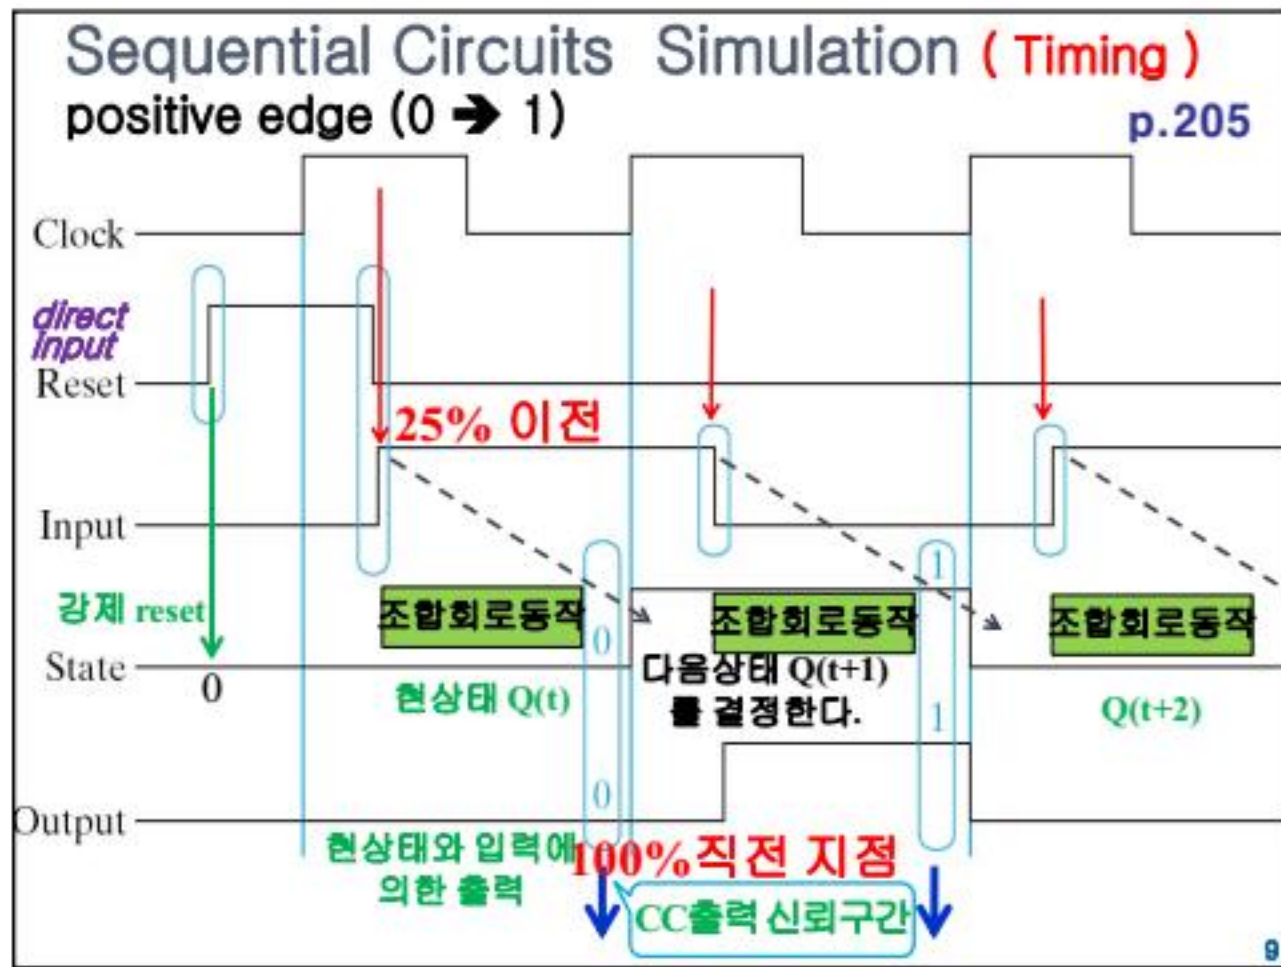 Sequential Circuits Simulation ( Timing )
positive edge (0 ➔ 1)
p.205
Clock
direct
input
Reset
25% 이전
Input
1
강제 reset
조합회로동작
조합회로동작
조합회로동작
0
State
0
현상태 Q(t)
다음상태 Q(t+1)
를 결정한다.
Q(t+2)
1
0
Output
현상태와 입력에
의한 출력
100%직전 지점
CC출력 신뢰구간
9